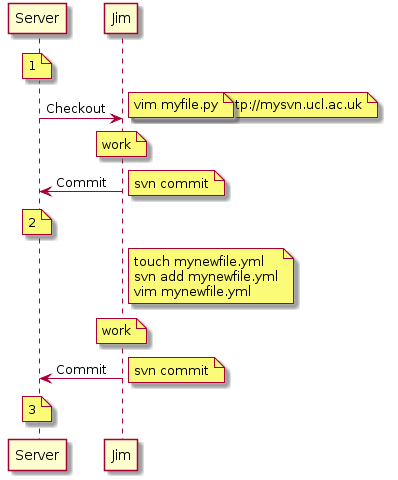 Server Jim
1
Checkout
vim myfile.py
tp://mysvn.ucl.ac.uk
work
Commit
svn commit
2
touch mynewfile.yml
svn add mynewfile.yml
vim mynewfile.yml
work
Commit
svn commit
3
Server Jim